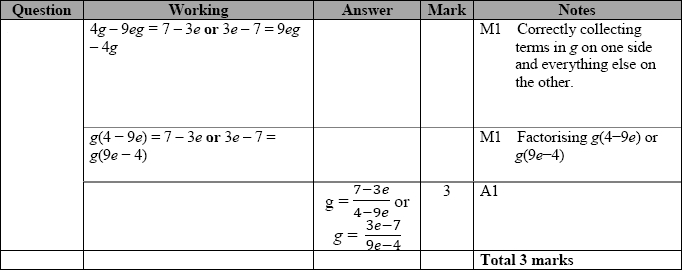 Question Working Answer Mark Notes
4g – 9eg = 7 – 3e or 3e – 7 = 9eg
– 4g
M1 Correctly collecting
terms in g on one side
and everything else on
the other.
g(4 – 9e) = 7 – 3e or 3e – 7 =
g(9e – 4)
M1 Factorising g(4–9e) or
g(9e–4)
g = (7−3e)/(4−9e) or
g = (3e−7)/(9e−4)
3
A1
Total 3 marks